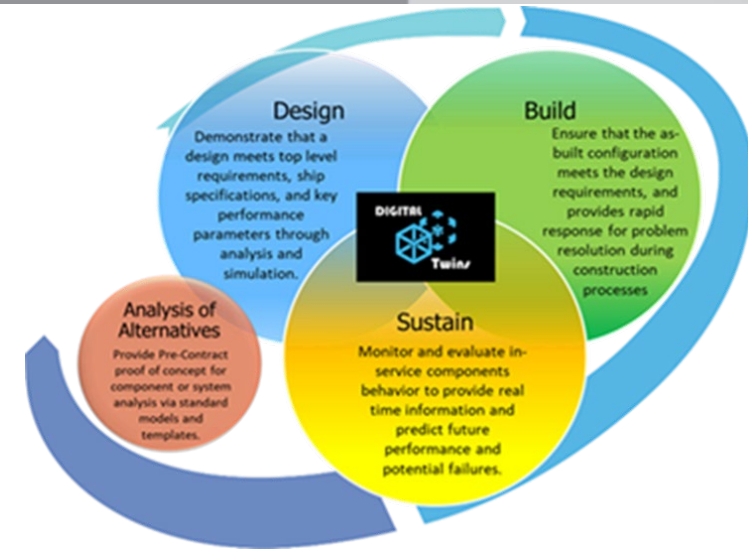 Design
Demonstrate that a
design meets top level
requirements, ship
specifications, and key
performance
parameters through
analysis and
simulation.
Build
Ensure that the as-
built configuration
meets the design
requirements, and
provides rapid
response for problem
resolution during
construction
processes
DIGITAL
Twins
Analysis of
Alternatives
Provide Pre-Contract
proof of concept for
component or system
analysis via standard
models and
templates.
Sustain
Monitor and evaluate in-
service components
behavior to provide real
time information and
predict future
performance and
potential failures.